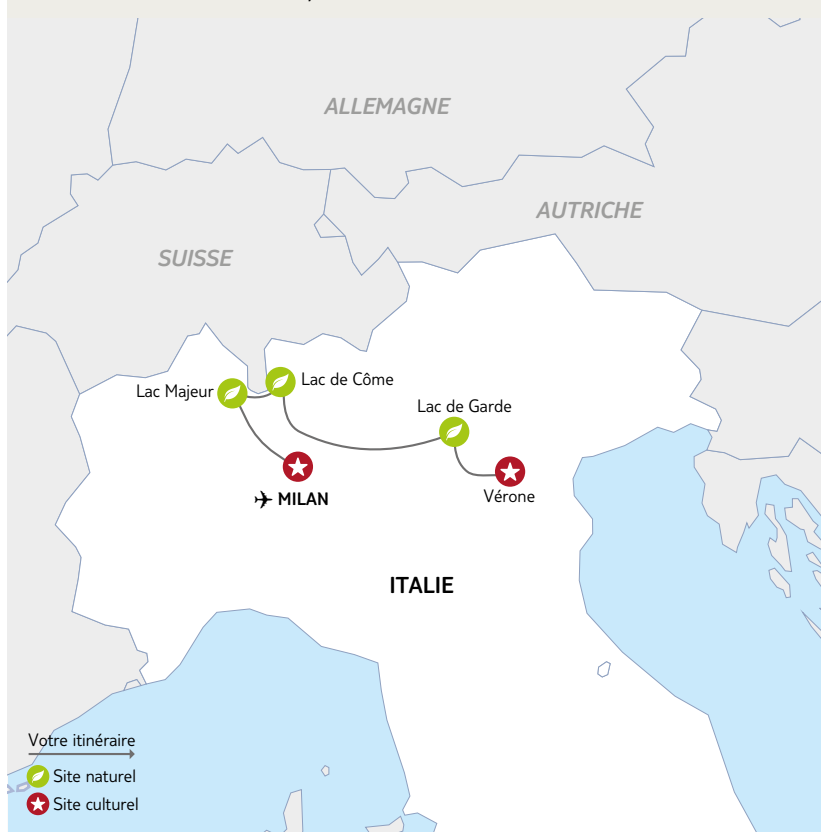 ALLEMAGNE
AUTRICHE
SUISSE
Lac Majeur
Lac de Côme
Lac de Garde
MILAN
Vérone
ITALIE
Votre itinéraire
Site naturel
Site culturel